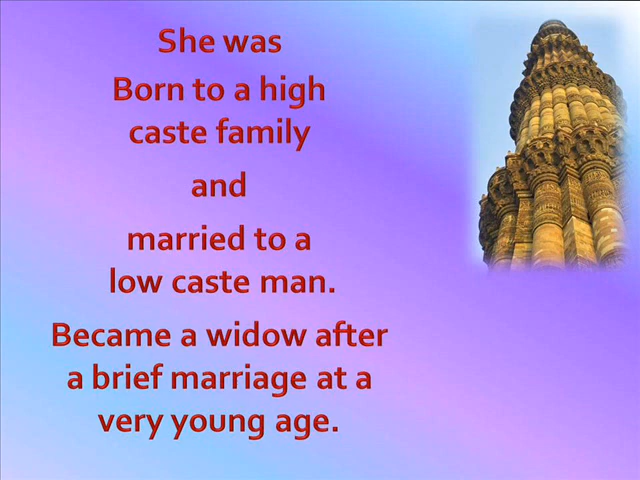 She was
Born to a high
caste family
and
married to a
low caste man.
Became a widow after
a brief marriage at a
very young age.